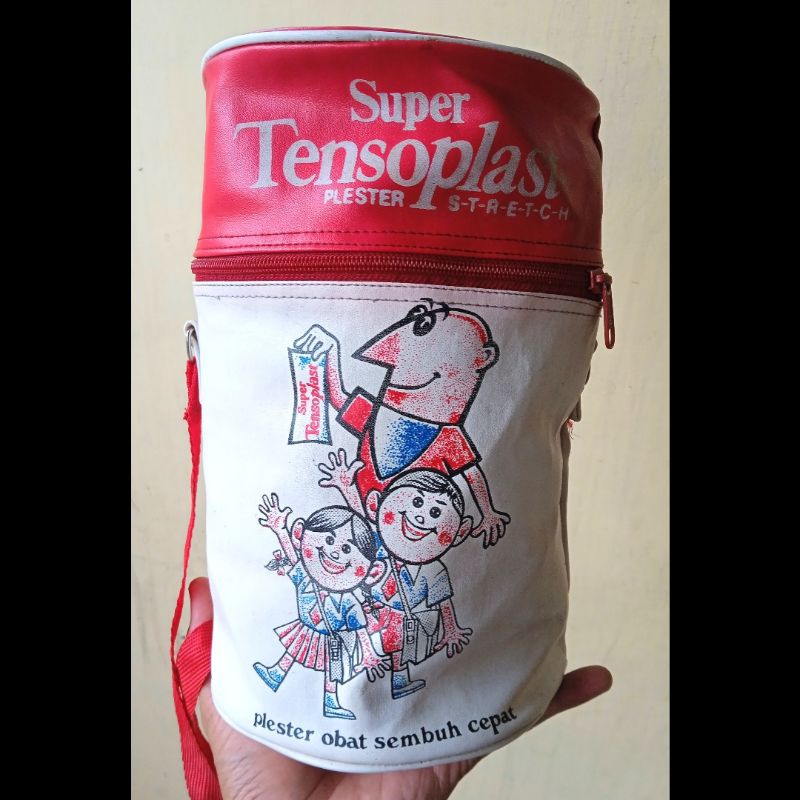 Super
Tensoplast
PLESTER S-T-R-E-T-C-H
Super
Tensoplast
plester obat sembuh cepat